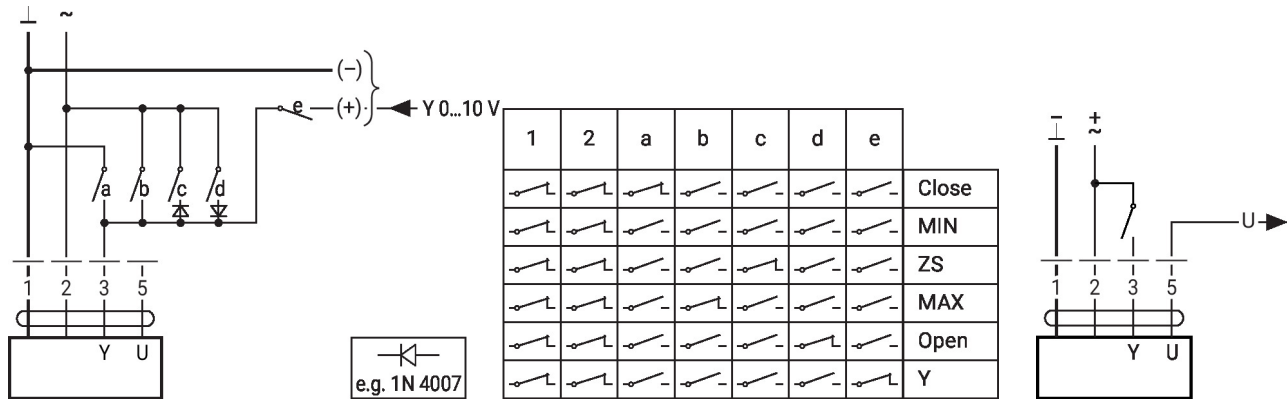 ⊥ ~
(–)
e (+) Y 0...10 V
a b c d
1 2 3 5
Y U
e.g. 1N 4007
1 2 a b c d e
Close
MIN
ZS
MAX
Open
Y
– +
⊥ ~
U
1 2 3 5
Y U